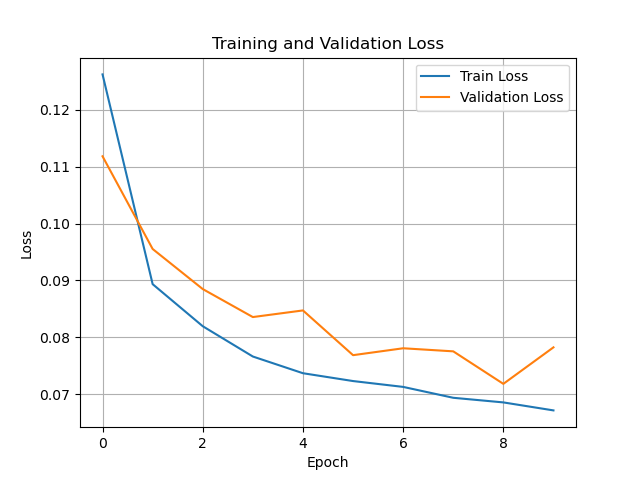 Training and Validation Loss
Train Loss
Validation Loss
0.12
0.11
0.10
0.09
0.08
0.07
Loss
0
2
4
6
8
Epoch